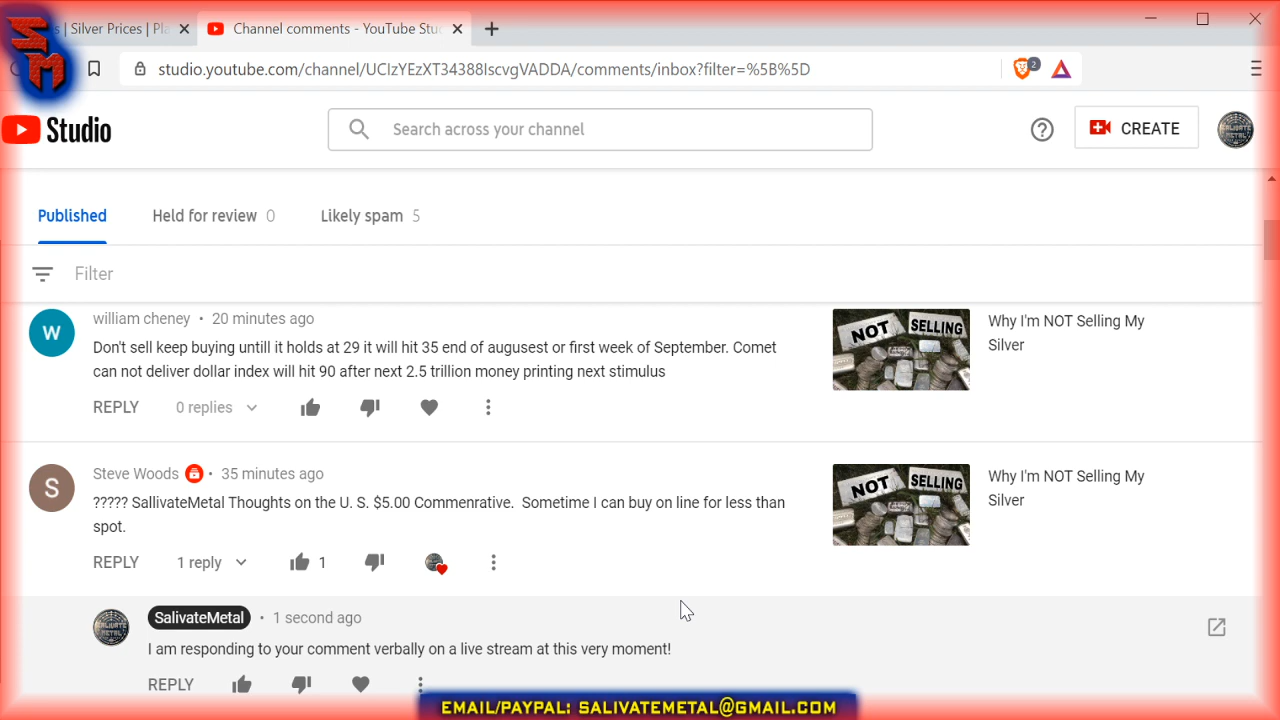 SM
s | Silver Prices | Pla
Channel comments - YouTube Stud
studio.youtube.com/channel/UCIzYEzXT34388IscvgVADDA/comments/inbox?filter=%5B%5D
2
Studio
Search across your channel
CREATE
Published
Held for review 0
Likely spam 5
Filter
W
william cheney • 20 minutes ago
Don't sell keep buying untill it holds at 29 it will hit 35 end of augusest or first week of September. Comet
can not deliver dollar index will hit 90 after next 2.5 trillion money printing next stimulus
REPLY 0 replies
NOT SELLING
Why I'm NOT Selling My
Silver
S
Steve Woods • 35 minutes ago
????? SallivateMetal Thoughts on the U. S. $5.00 Commenrative. Sometime I can buy on line for less than
spot.
REPLY 1 reply 1
NOT SELLING
Why I'm NOT Selling My
Silver
SalivateMetal • 1 second ago
I am responding to your comment verbally on a live stream at this very moment!
REPLY
EMAIL/PAYPAL: SALIVATEMETAL@GMAIL.COM